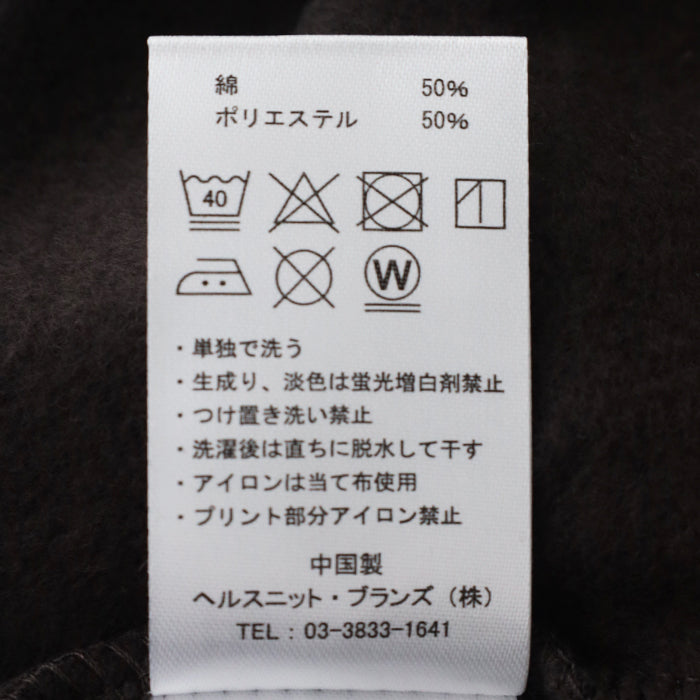 綿 50%
ポリエステル 50%
40
W
・単独で洗う
・生成り、淡色は蛍光増白剤禁止
・つけ置き洗い禁止
・洗濯後は直ちに脱水して干す
・アイロンは当て布使用
・プリント部分アイロン禁止
中国製
ヘルスニット・ブランズ（株）
TEL：03-3833-1641